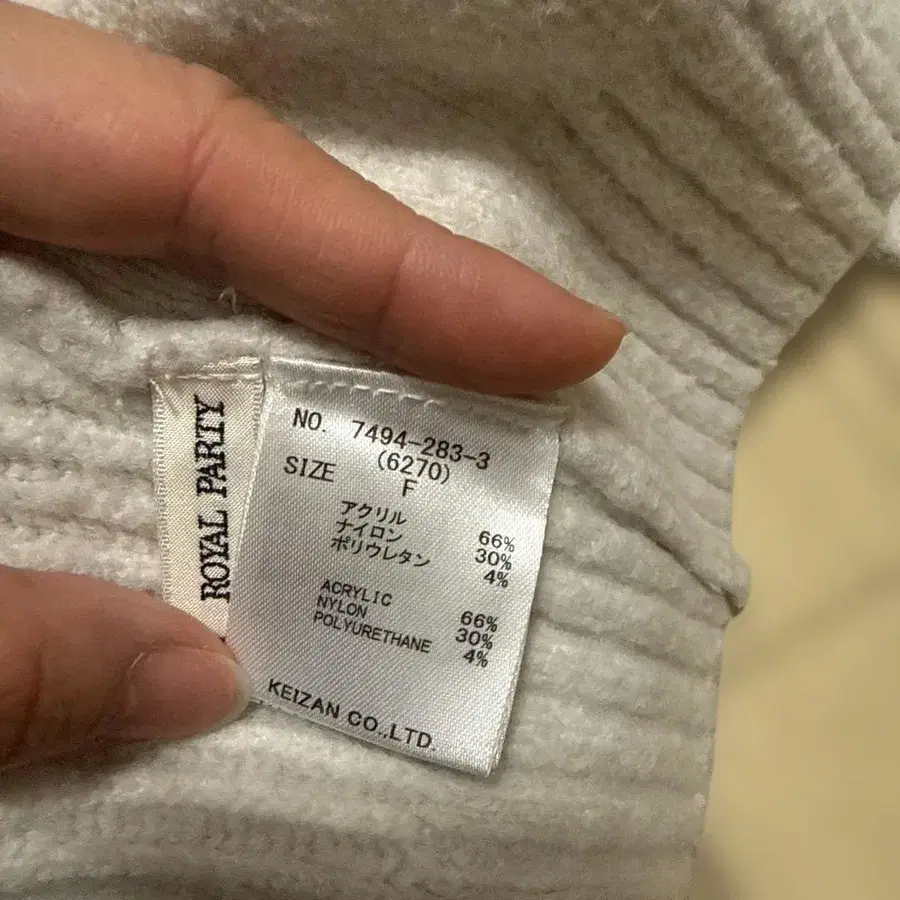 ROYAL PARTY
NO. 7494-283-3
(6270)
SIZE F
アクリル 66%
ナイロン 30%
ポリウレタン 4%
ACRYLIC 66%
NYLON 30%
POLYURETHANE 4%
KEIZAN CO.,LTD.